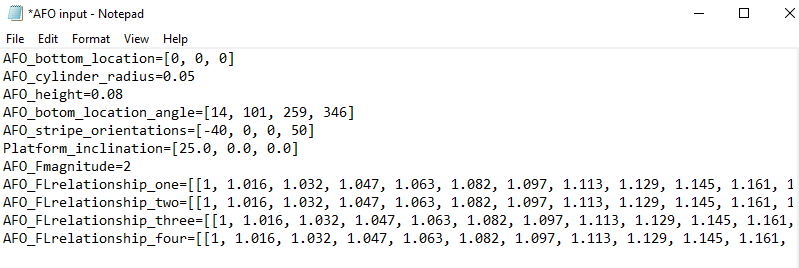 *AFO input - Notepad
File Edit Format View Help
AFO_bottom_location=[0, 0, 0]
AFO_cylinder_radius=0.05
AFO_height=0.08
AFO_botom_location_angle=[14, 101, 259, 346]
AFO_stripe_orientations=[-40, 0, 0, 50]
Platform_inclination=[25.0, 0.0, 0.0]
AFO_Fmagnitude=2
AFO_FLrelationship_one=[[1, 1.016, 1.032, 1.047, 1.063, 1.082, 1.097, 1.113, 1.129, 1.145, 1.161, 1
AFO_FLrelationship_two=[[1, 1.016, 1.032, 1.047, 1.063, 1.082, 1.097, 1.113, 1.129, 1.145, 1.161, 1
AFO_FLrelationship_three=[[1, 1.016, 1.032, 1.047, 1.063, 1.082, 1.097, 1.113, 1.129, 1.145, 1.161,
AFO_FLrelationship_four=[[1, 1.016, 1.032, 1.047, 1.063, 1.082, 1.097, 1.113, 1.129, 1.145, 1.161,